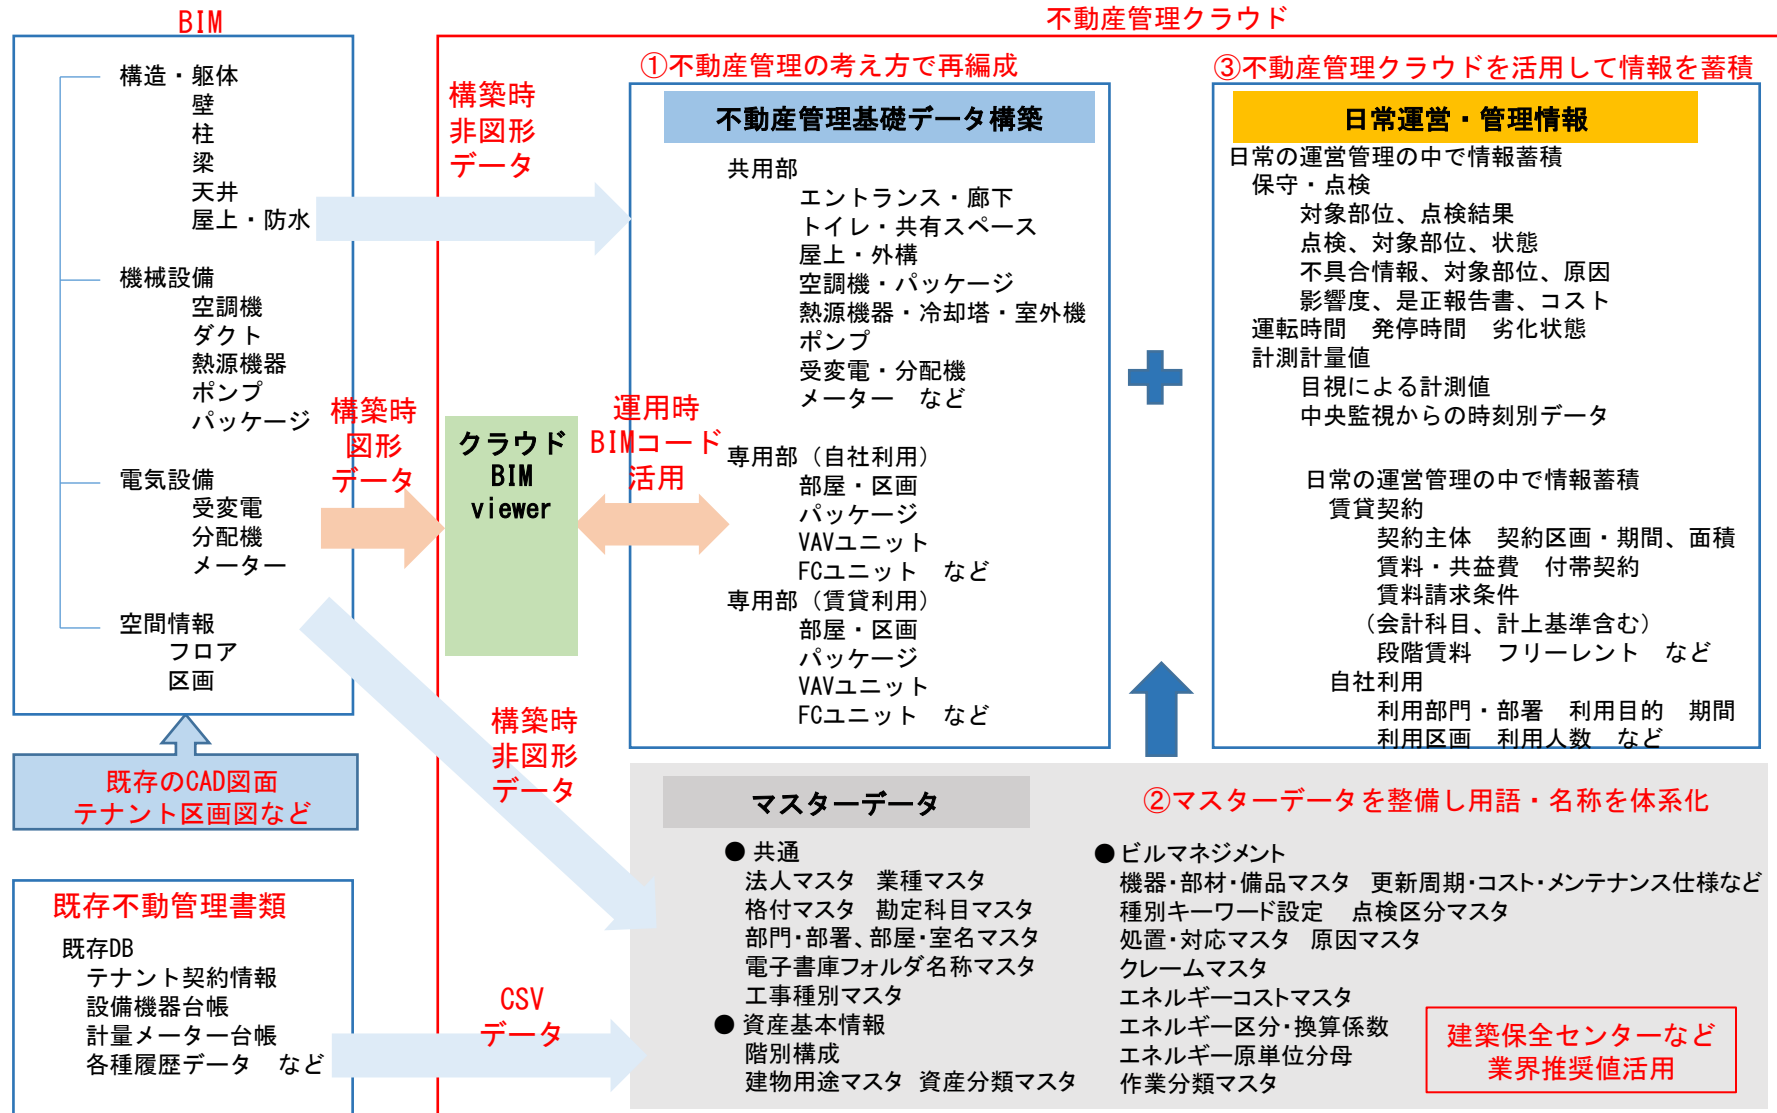 BIM
構造・躯体
壁
柱
梁
天井
屋上・防水
機械設備
空調機
ダクト
熱源機器
ポンプ
パッケージ
電気設備
受変電
分配機
メーター
空間情報
フロア
区画
既存のCAD図面
テナント区画図など
既存不動管理書類
既存DB
テナント契約情報
設備機器台帳
計量メーター台帳
各種履歴データ　など
構築時
図形
データ
不動産管理クラウド
構築時
非図形
データ
クラウド
BIM
viewer
運用時
BIMコード
活用
構築時
非図形
データ
CSV
データ
①不動産管理の考え方で再編成
不動産管理基礎データ構築
共用部
エントランス・廊下
トイレ・共有スペース
屋上・外構
空調機・パッケージ
熱源機器・冷却塔・室外機
ポンプ
受変電・分配機
メーター　など
専用部（自社利用）
部屋・区画
パッケージ
VAVユニット
FCユニット　など
専用部（賃貸利用）
部屋・区画
パッケージ
VAVユニット
FCユニット　など
③不動産管理クラウドを活用して情報を蓄積
日常運営・管理情報
日常の運営管理の中で情報蓄積
保守・点検
対象部位、点検結果
点検、対象部位、状態
不具合情報、対象部位、原因
影響度、是正報告書、コスト
運転時間　発停時間　劣化状態
計測計量値
目視による計測値
中央監視からの時刻別データ
日常の運営管理の中で情報蓄積
賃貸契約
契約主体　契約区画・期間、面積
賃料・共益費　付帯契約
賃料請求条件
（会計科目、計上基準含む）
段階賃料　フリーレント　など
自社利用
利用部門・部署　利用目的　期間
利用区画　利用人数　など
マスターデータ
②マスターデータを整備し用語・名称を体系化
● 共通
法人マスタ　業種マスタ
格付マスタ　勘定科目マスタ
部門・部署、部屋・室名マスタ
電子書庫フォルダ名称マスタ
工事種別マスタ
● 資産基本情報
階別構成
建物用途マスタ　資産分類マスタ
● ビルマネジメント
機器・部材・備品マスタ　更新周期・コスト・メンテナンス仕様など
種別キーワード設定　点検区分マスタ
処置・対応マスタ　原因マスタ
クレームマスタ
エネルギーコストマスタ
エネルギー区分・換算係数
エネルギー原単位分母
作業分類マスタ
建築保全センターなど
業界推奨値活用